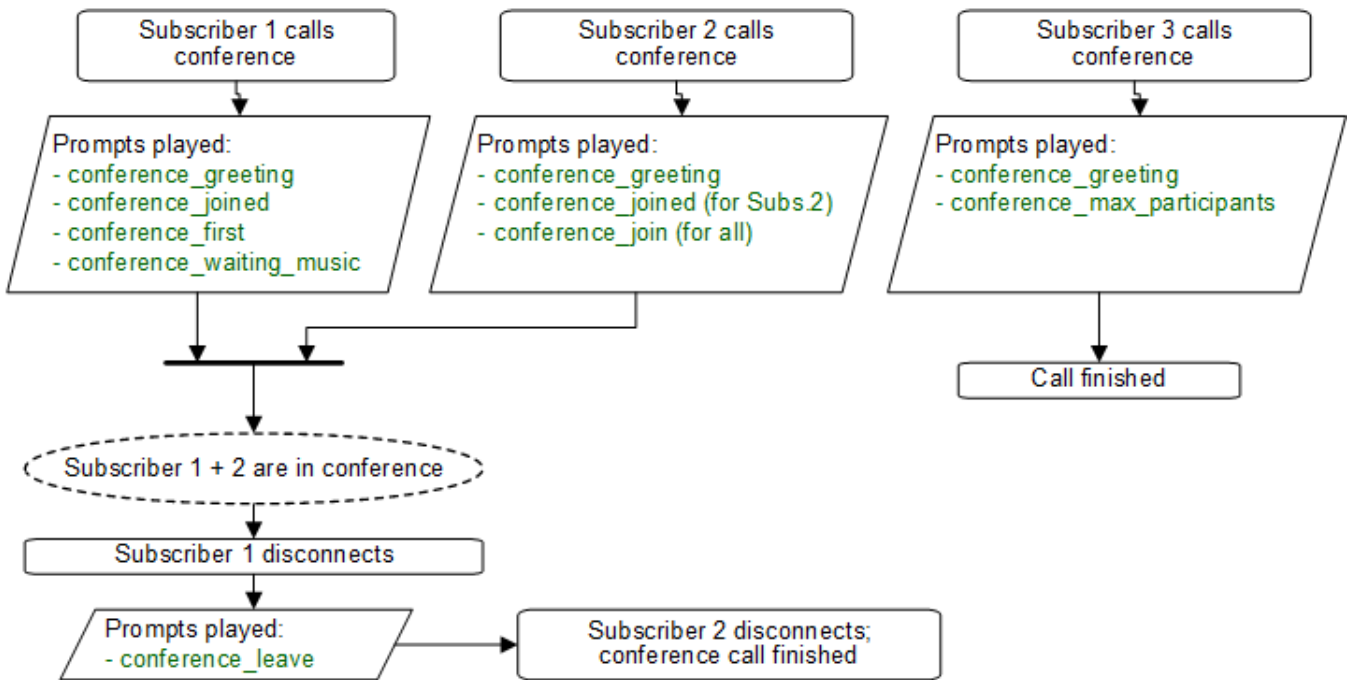 Subscriber 1 calls
conference
Subscriber 2 calls
conference
Subscriber 3 calls
conference
Prompts played:
- conference_greeting
- conference_joined
- conference_first
- conference_waiting_music
Prompts played:
- conference_greeting
- conference_joined (for Subs.2)
- conference_join (for all)
Prompts played:
- conference_greeting
- conference_max_participants
Call finished
Subscriber 1 + 2 are in conference
Subscriber 1 disconnects
Prompts played:
- conference_leave
Subscriber 2 disconnects;
conference call finished